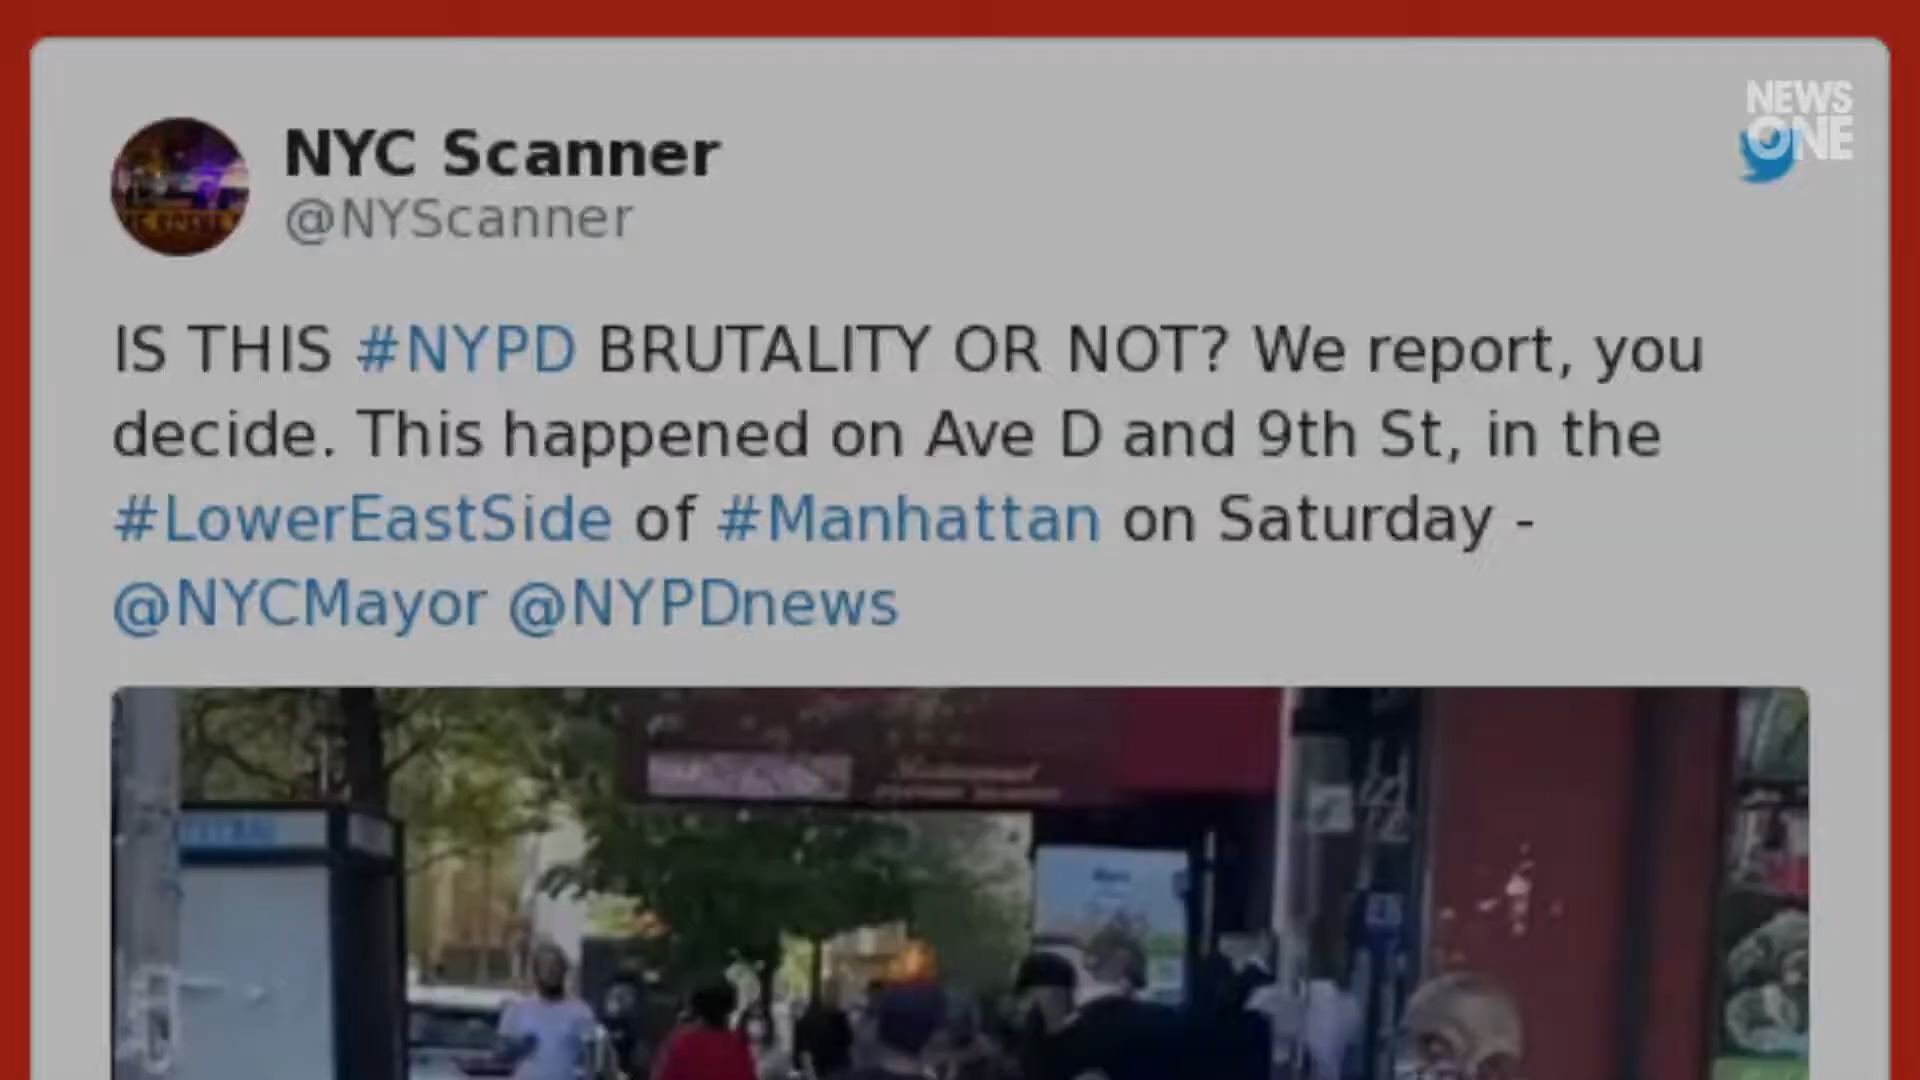 NEWS
ONE
NYC Scanner
@NYScanner
IS THIS #NYPD BRUTALITY OR NOT? We report, you
decide. This happened on Ave D and 9th St, in the
#LowerEastSide of #Manhattan on Saturday -
@NYCMayor @NYPDnews